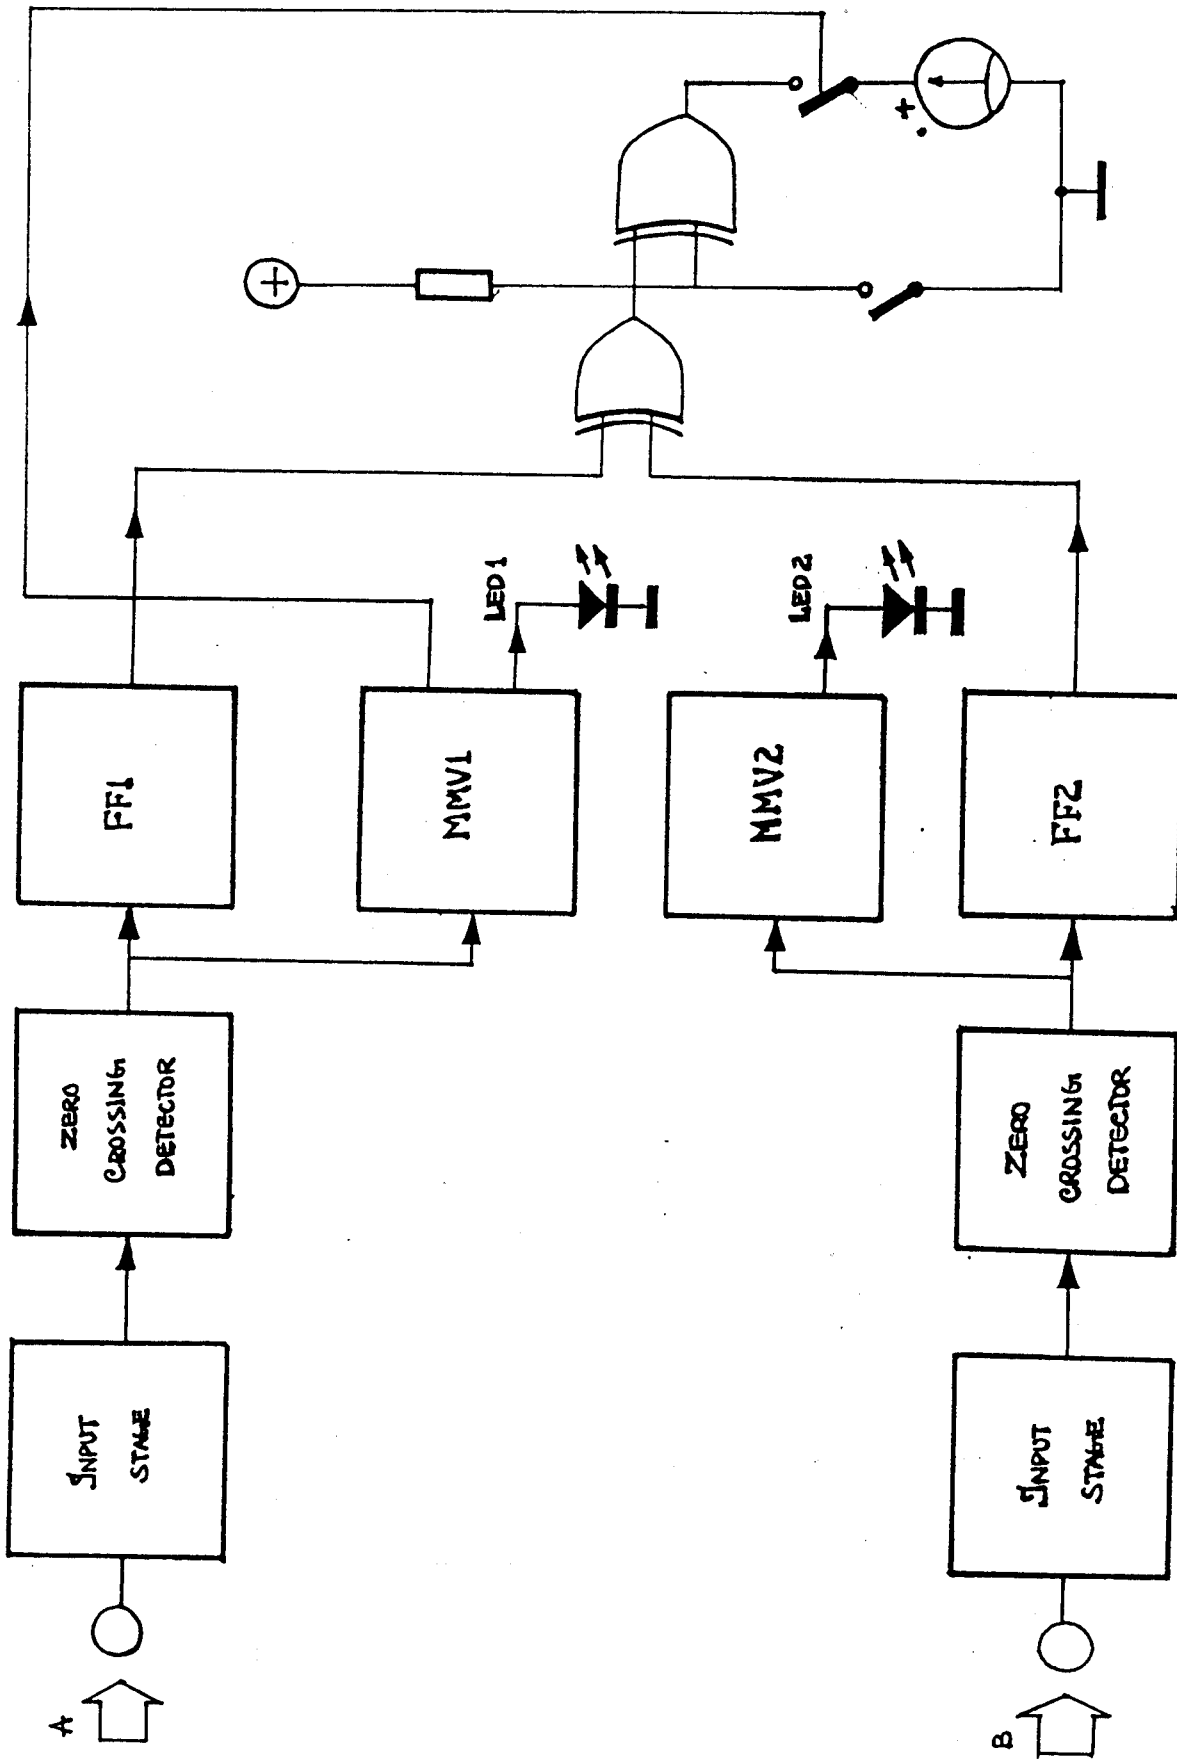 A
INPUT
STAGE
ZERO
CROSSING
DETECTOR
FF1
MMV1
LED1
+
+
MMV2
LED2
B
INPUT
STAGE
ZERO
CROSSING
DETECTOR
FF2